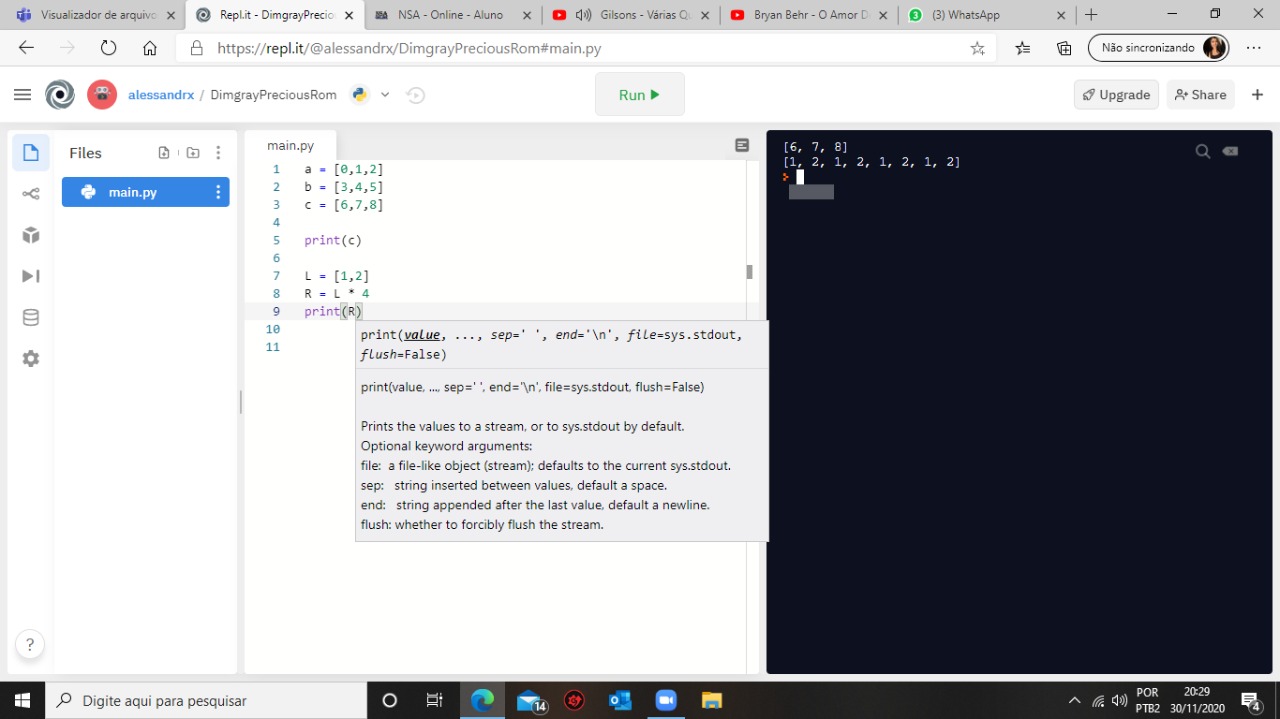 Visualizador de arquivo
Repl.it - DimgrayPrecio
NSA - Online - Aluno
Gilsons - Várias Q
Bryan Behr - O Amor D
(3) WhatsApp
https://repl.it/@alessandrx/DimgrayPreciousRom#main.py
Não sincronizando
alessandrx / DimgrayPreciousRom
Run
Upgrade
Share
Files
main.py
main.py
1 a = [0,1,2]
2 b = [3,4,5]
3 c = [6,7,8]
4
5 print(c)
6
7 L = [1,2]
8 R = L * 4
9 print(R)
10
11
print(value, ..., sep=' ', end='\n', file=sys.stdout,
flush=False)
print(value, ..., sep=' ', end='\n', file=sys.stdout, flush=False)
Prints the values to a stream, or to sys.stdout by default.
Optional keyword arguments:
file: a file-like object (stream); defaults to the current sys.stdout.
sep: string inserted between values, default a space.
end: string appended after the last value, default a newline.
flush: whether to forcibly flush the stream.
[6, 7, 8]
[1, 2, 1, 2, 1, 2, 1, 2]
?
Digite aqui para pesquisar
14
POR
PTB2
20:29
30/11/2020
4